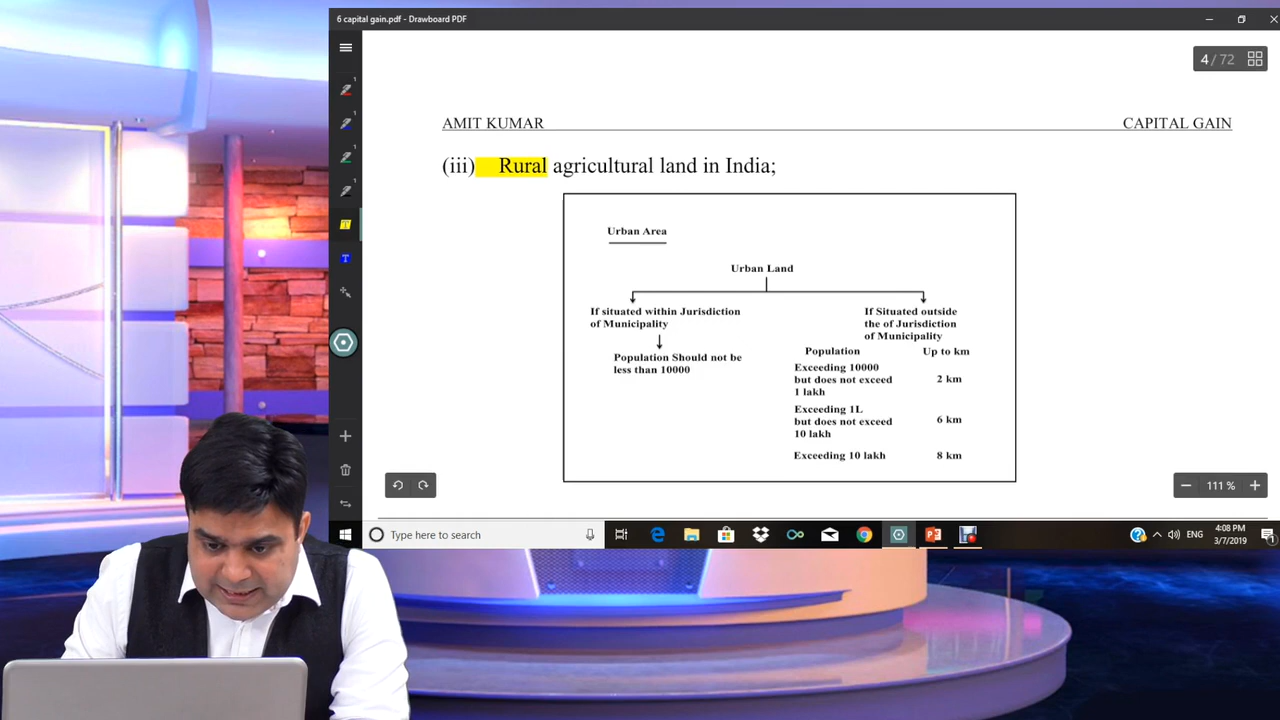 6 capital gain.pdf - Drawboard PDF
4 / 72
AMIT KUMAR
CAPITAL GAIN
(iii) Rural agricultural land in India;
Urban Area
Urban Land
If situated within Jurisdiction
of Municipality
Population Should not be
less than 10000
If Situated outside
the of Jurisdiction
of Municipality
Population Up to km
Exceeding 10000
but does not exceed
1 lakh
2 km
Exceeding 1L
but does not exceed
10 lakh
6 km
Exceeding 10 lakh 8 km
111 %
Type here to search
ENG
4:08 PM
3/7/2019